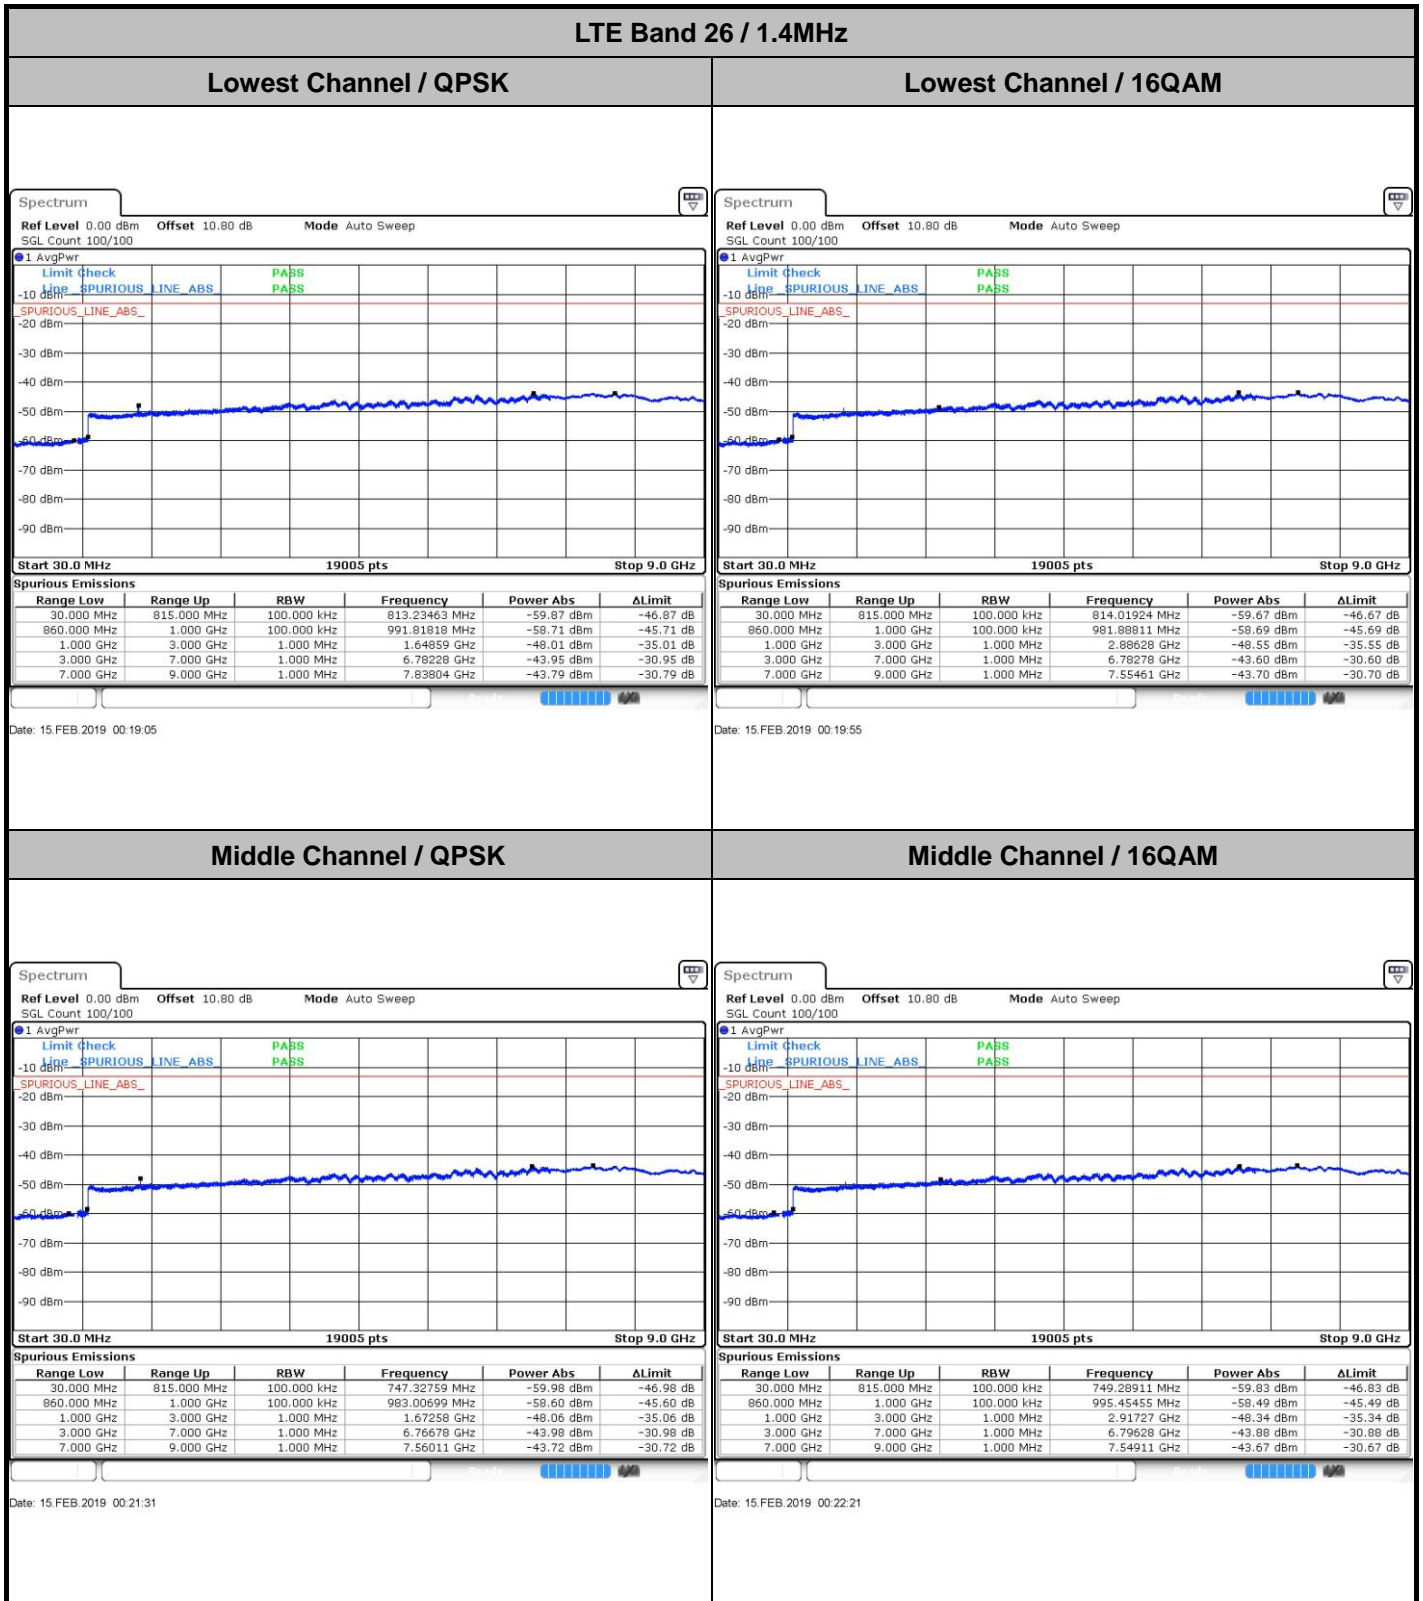 LTE Band 26 / 1.4MHz
Lowest Channel / QPSK
Lowest Channel / 16QAM
Spectrum
Ref Level 0.00 dBm Offset 10.80 dB Mode Auto Sweep
SGL Count 100/100
1 AvgPwr
Limit Check PASS
Line _SPURIOUS_LINE_ABS_ PASS
-10 dBm
_SPURIOUS_LINE_ABS_
-20 dBm
-30 dBm
-40 dBm
-50 dBm
-60 dBm
-70 dBm
-80 dBm
-90 dBm
Start 30.0 MHz 19005 pts Stop 9.0 GHz
Spurious Emissions
Range Low Range Up RBW Frequency Power Abs ΔLimit
30.000 MHz 815.000 MHz 100.000 kHz 813.23463 MHz -59.87 dBm -46.87 dB
860.000 MHz 1.000 GHz 100.000 kHz 991.81818 MHz -58.71 dBm -45.71 dB
1.000 GHz 3.000 GHz 1.000 MHz 1.64859 GHz -48.01 dBm -35.01 dB
3.000 GHz 7.000 GHz 1.000 MHz 6.78228 GHz -43.95 dBm -30.95 dB
7.000 GHz 9.000 GHz 1.000 MHz 7.83804 GHz -43.79 dBm -30.79 dB
Date: 15.FEB.2019 00:19:05
Spectrum
Ref Level 0.00 dBm Offset 10.80 dB Mode Auto Sweep
SGL Count 100/100
1 AvgPwr
Limit Check PASS
Line _SPURIOUS_LINE_ABS_ PASS
-10 dBm
_SPURIOUS_LINE_ABS_
-20 dBm
-30 dBm
-40 dBm
-50 dBm
-60 dBm
-70 dBm
-80 dBm
-90 dBm
Start 30.0 MHz 19005 pts Stop 9.0 GHz
Spurious Emissions
Range Low Range Up RBW Frequency Power Abs ΔLimit
30.000 MHz 815.000 MHz 100.000 kHz 814.01924 MHz -59.67 dBm -46.67 dB
860.000 MHz 1.000 GHz 100.000 kHz 981.88811 MHz -58.69 dBm -45.69 dB
1.000 GHz 3.000 GHz 1.000 MHz 2.88628 GHz -48.55 dBm -35.55 dB
3.000 GHz 7.000 GHz 1.000 MHz 6.78278 GHz -43.60 dBm -30.60 dB
7.000 GHz 9.000 GHz 1.000 MHz 7.55461 GHz -43.70 dBm -30.70 dB
Date: 15.FEB.2019 00:19:55
Middle Channel / QPSK
Middle Channel / 16QAM
Spectrum
Ref Level 0.00 dBm Offset 10.80 dB Mode Auto Sweep
SGL Count 100/100
1 AvgPwr
Limit Check PASS
Line _SPURIOUS_LINE_ABS_ PASS
-10 dBm
_SPURIOUS_LINE_ABS_
-20 dBm
-30 dBm
-40 dBm
-50 dBm
-60 dBm
-70 dBm
-80 dBm
-90 dBm
Start 30.0 MHz 19005 pts Stop 9.0 GHz
Spurious Emissions
Range Low Range Up RBW Frequency Power Abs ΔLimit
30.000 MHz 815.000 MHz 100.000 kHz 747.32759 MHz -59.98 dBm -46.98 dB
860.000 MHz 1.000 GHz 100.000 kHz 983.00699 MHz -58.60 dBm -45.60 dB
1.000 GHz 3.000 GHz 1.000 MHz 1.67258 GHz -48.06 dBm -35.06 dB
3.000 GHz 7.000 GHz 1.000 MHz 6.76678 GHz -43.98 dBm -30.98 dB
7.000 GHz 9.000 GHz 1.000 MHz 7.56011 GHz -43.72 dBm -30.72 dB
Date: 15.FEB.2019 00:21:31
Spectrum
Ref Level 0.00 dBm Offset 10.80 dB Mode Auto Sweep
SGL Count 100/100
1 AvgPwr
Limit Check PASS
Line _SPURIOUS_LINE_ABS_ PASS
-10 dBm
_SPURIOUS_LINE_ABS_
-20 dBm
-30 dBm
-40 dBm
-50 dBm
-60 dBm
-70 dBm
-80 dBm
-90 dBm
Start 30.0 MHz 19005 pts Stop 9.0 GHz
Spurious Emissions
Range Low Range Up RBW Frequency Power Abs ΔLimit
30.000 MHz 815.000 MHz 100.000 kHz 749.28911 MHz -59.83 dBm -46.83 dB
860.000 MHz 1.000 GHz 100.000 kHz 995.45455 MHz -58.49 dBm -45.49 dB
1.000 GHz 3.000 GHz 1.000 MHz 2.91727 GHz -48.34 dBm -35.34 dB
3.000 GHz 7.000 GHz 1.000 MHz 6.79628 GHz -43.88 dBm -30.88 dB
7.000 GHz 9.000 GHz 1.000 MHz 7.54911 GHz -43.67 dBm -30.67 dB
Date: 15.FEB.2019 00:22:21